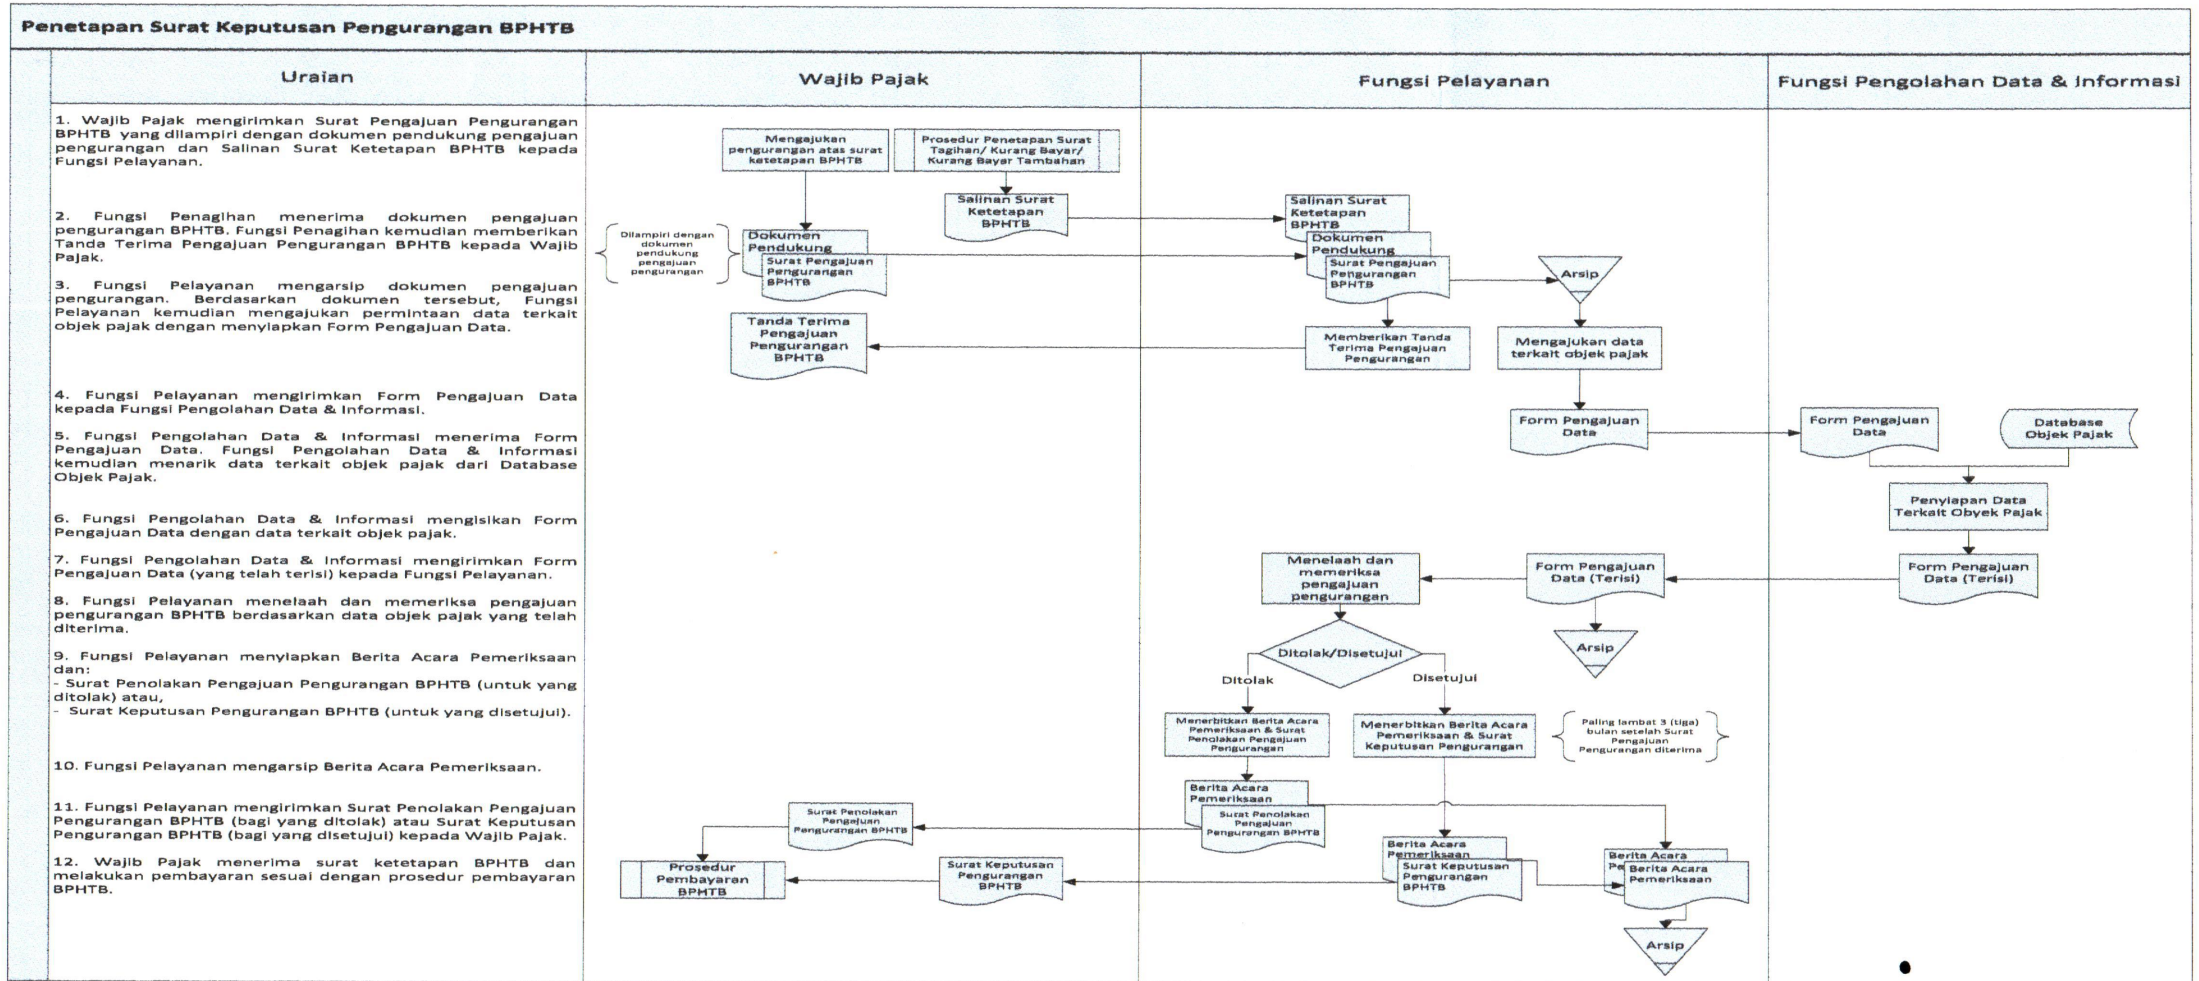 Penetapan Surat Keputusan Pengurangan BPHTB
Uraian
Wajib Pajak
Fungsi Pelayanan
Fungsi Pengolahan Data & Informasi
1. Wajib Pajak mengirimkan Surat Pengajuan Pengurangan
BPHTB yang dilampiri dengan dokumen pendukung pengajuan
pengurangan dan Salinan Surat Ketetapan BPHTB kepada
Fungsi Pelayanan.
2. Fungsi Penagihan menerima dokumen pengajuan
pengurangan BPHTB. Fungsi Penagihan kemudian memberikan
Tanda Terima Pengajuan Pengurangan BPHTB kepada Wajib
Pajak.
3. Fungsi Pelayanan mengarsip dokumen pengajuan
pengurangan. Berdasarkan dokumen tersebut, Fungsi
Pelayanan kemudian mengajukan permintaan data terkait
objek pajak dengan menyiapkan Form Pengajuan Data.
4. Fungsi Pelayanan mengirimkan Form Pengajuan Data
kepada Fungsi Pengolahan Data & Informasi.
5. Fungsi Pengolahan Data & Informasi menerima Form
Pengajuan Data. Fungsi Pengolahan Data & Informasi
kemudian menarik data terkait objek pajak dari Database
Objek Pajak.
6. Fungsi Pengolahan Data & Informasi mengisikan Form
Pengajuan Data dengan data terkait objek pajak.
7. Fungsi Pengolahan Data & Informasi mengirimkan Form
Pengajuan Data (yang telah terisi) kepada Fungsi Pelayanan.
8. Fungsi Pelayanan menelaah dan memeriksa pengajuan
pengurangan BPHTB berdasarkan data objek pajak yang telah
diterima.
9. Fungsi Pelayanan menyiapkan Berita Acara Pemeriksaan
dan:
- Surat Penolakan Pengajuan Pengurangan BPHTB (untuk yang
ditolak) atau,
- Surat Keputusan Pengurangan BPHTB (untuk yang disetujui).
10. Fungsi Pelayanan mengarsip Berita Acara Pemeriksaan.
11. Fungsi Pelayanan mengirimkan Surat Penolakan Pengajuan
Pengurangan BPHTB (bagi yang ditolak) atau Surat Keputusan
Pengurangan BPHTB (bagi yang disetujui) kepada Wajib Pajak.
12. Wajib Pajak menerima surat ketetapan BPHTB dan
melakukan pembayaran sesuai dengan prosedur pembayaran
BPHTB.
Mengajukan
pengurangan atas surat
ketetapan BPHTB
Prosedur Penetapan Surat
Tagihan/ Kurang Bayar/
Kurang Bayar Tambahan
Salinan Surat
Ketetapan
BPHTB
Dilampiri dengan
dokumen
pendukung
pengajuan
pengurangan
Dokumen
Pendukung
Surat Pengajuan
Pengurangan
BPHTB
Tanda Terima
Pengajuan
Pengurangan
BPHTB
Salinan Surat
Ketetapan
BPHTB
Dokumen
Pendukung
Surat Pengajuan
Pengurangan
BPHTB
Arsip
Memberikan Tanda
Terima Pengajuan
Pengurangan
Mengajukan data
terkait objek pajak
Form Pengajuan
Data
Form Pengajuan
Data
Database
Objek Pajak
Penyiapan Data
Terkait Obyek Pajak
Form Pengajuan
Data (Terisi)
Form Pengajuan
Data (Terisi)
Menelaah dan
memeriksa
pengajuan
pengurangan
Arsip
Ditolak/Disetujui
Ditolak
Disetujui
Menerbitkan Berita Acara
Pemeriksaan & Surat
Penolakan Pengajuan
Pengurangan
Menerbitkan Berita Acara
Pemeriksaan & Surat
Keputusan Pengurangan
Paling lambat 3 (tiga)
bulan setelah Surat
Pengajuan
Pengurangan diterima
Berita Acara
Pemeriksaan
Surat Penolakan
Pengajuan
Pengurangan BPHTB
Surat Penolakan
Pengajuan
Pengurangan BPHTB
Prosedur
Pembayaran
BPHTB
Surat Keputusan
Pengurangan
BPHTB
Berita Acara
Pemeriksaan
Surat Keputusan
Pengurangan
BPHTB
Berita Acara
Pe
Berita Acara
Pemeriksaan
Arsip